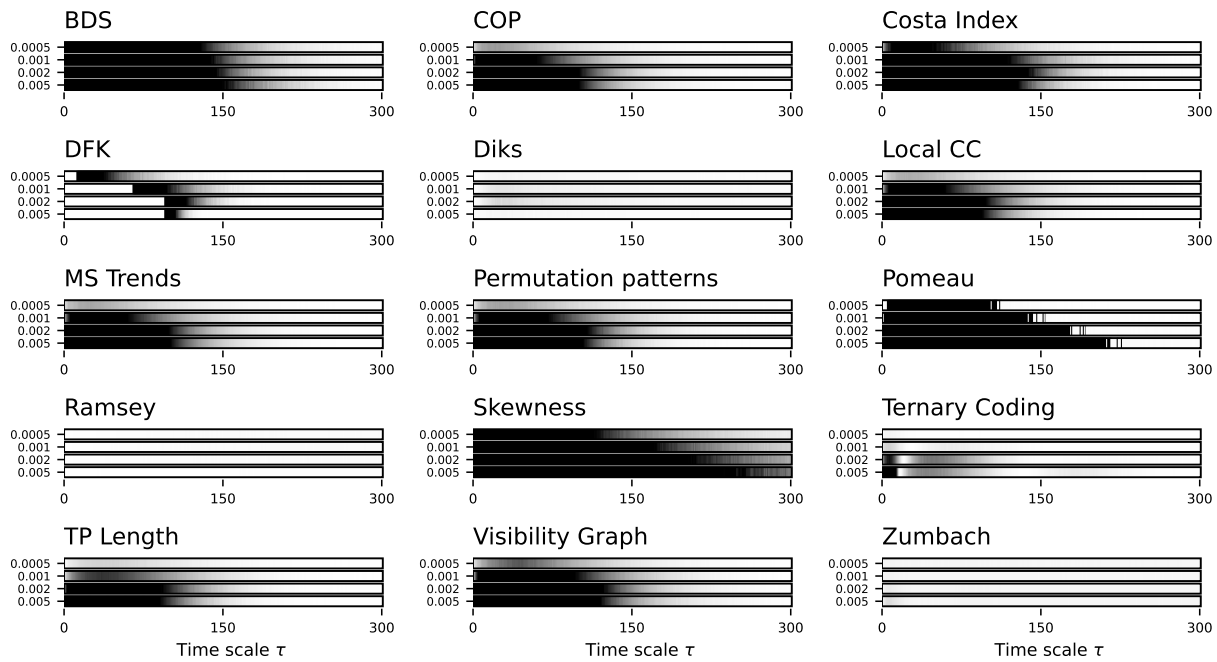 BDS
0.0005
0.001
0.002
0.005
0 150 300
COP
0.0005
0.001
0.002
0.005
0 150 300
Costa Index
0.0005
0.001
0.002
0.005
0 150 300
DFK
0.0005
0.001
0.002
0.005
0 150 300
Diks
0.0005
0.001
0.002
0.005
0 150 300
Local CC
0.0005
0.001
0.002
0.005
0 150 300
MS Trends
0.0005
0.001
0.002
0.005
0 150 300
Permutation patterns
0.0005
0.001
0.002
0.005
0 150 300
Pomeau
0.0005
0.001
0.002
0.005
0 150 300
Ramsey
0.0005
0.001
0.002
0.005
0 150 300
Skewness
0.0005
0.001
0.002
0.005
0 150 300
Ternary Coding
0.0005
0.001
0.002
0.005
0 150 300
TP Length
0.0005
0.001
0.002
0.005
0 150 300
Time scale τ
Visibility Graph
0.0005
0.001
0.002
0.005
0 150 300
Time scale τ
Zumbach
0.0005
0.001
0.002
0.005
0 150 300
Time scale τ